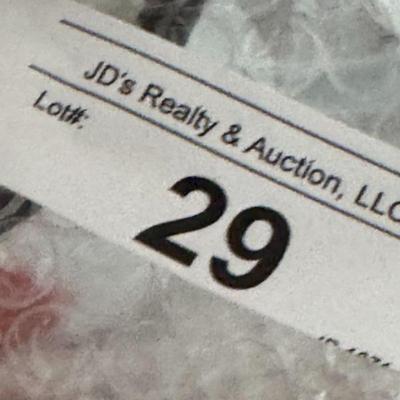 JD's Realty & Auction, LLC
Lot#:
29